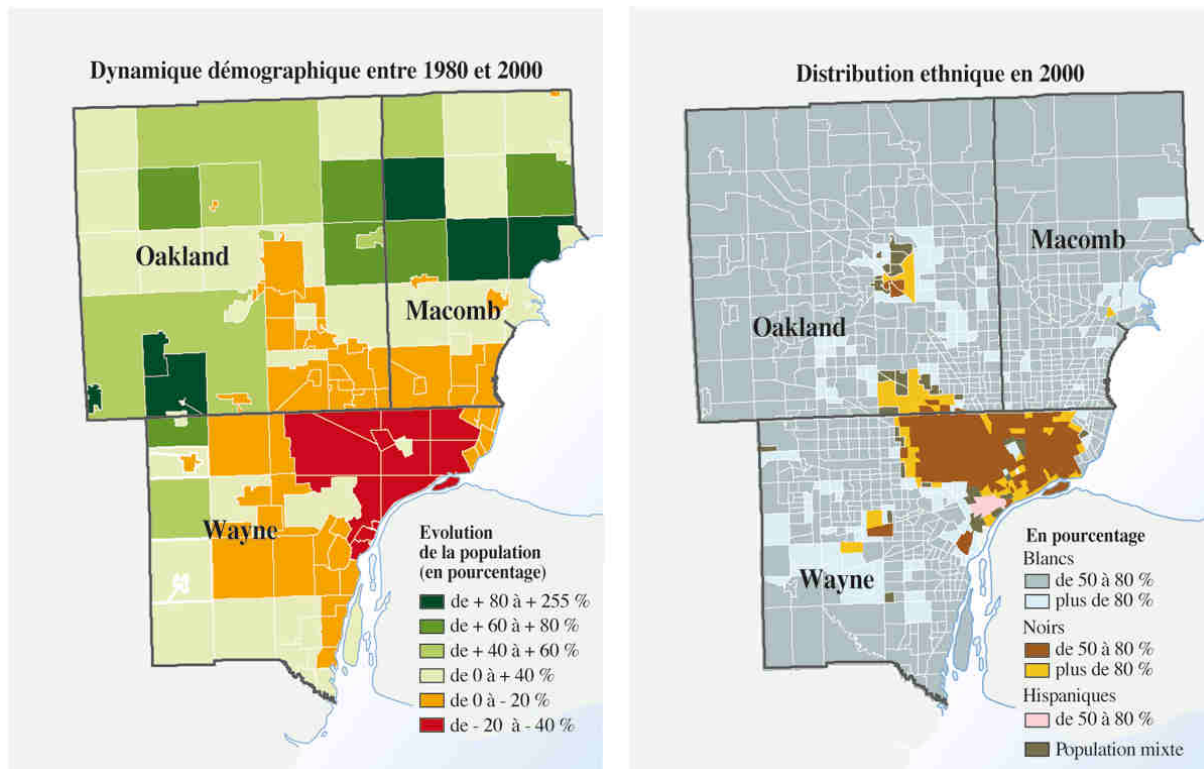 Dynamique démographique entre 1980 et 2000
Oakland
Macomb
Wayne
Evolution
de la population
(en pourcentage)
de + 80 à + 255 %
de + 60 à + 80 %
de + 40 à + 60 %
de 0 à + 40 %
de 0 à - 20 %
de - 20 à - 40 %
Distribution ethnique en 2000
Macomb
Oakland
Wayne
En pourcentage
Blancs
de 50 à 80 %
plus de 80 %
Noirs
de 50 à 80 %
plus de 80 %
Hispaniques
de 50 à 80 %
Population mixte